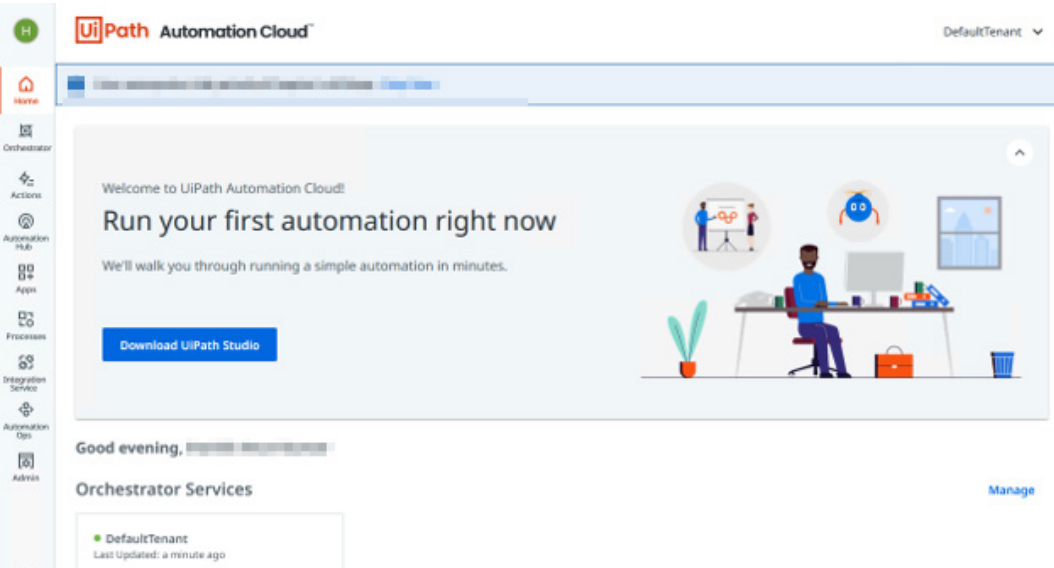 H
UiPath Automation Cloud™
DefaultTenant
Home
Orchestrator
Actions
Automation
Hub
Apps
Processes
Integration
Service
Automation
Ops
Admin
Welcome to UiPath Automation Cloud!
Run your first automation right now
We'll walk you through running a simple automation in minutes.
Download UiPath Studio
Good evening,
Orchestrator Services
Manage
DefaultTenant
Last Updated: a minute ago